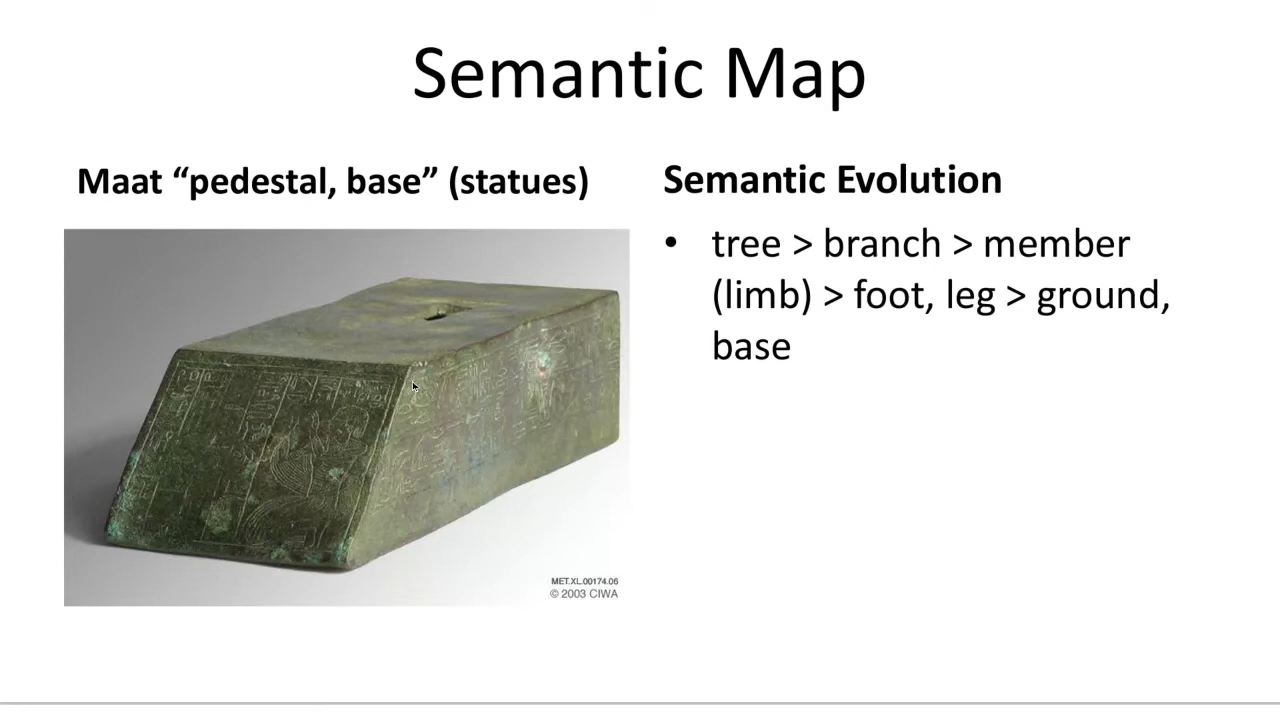 Semantic Map
Maat “pedestal, base” (statues)
Semantic Evolution
• tree > branch > member
(limb) > foot, leg > ground,
base
MET.XL.00174.06
© 2003 CIWA